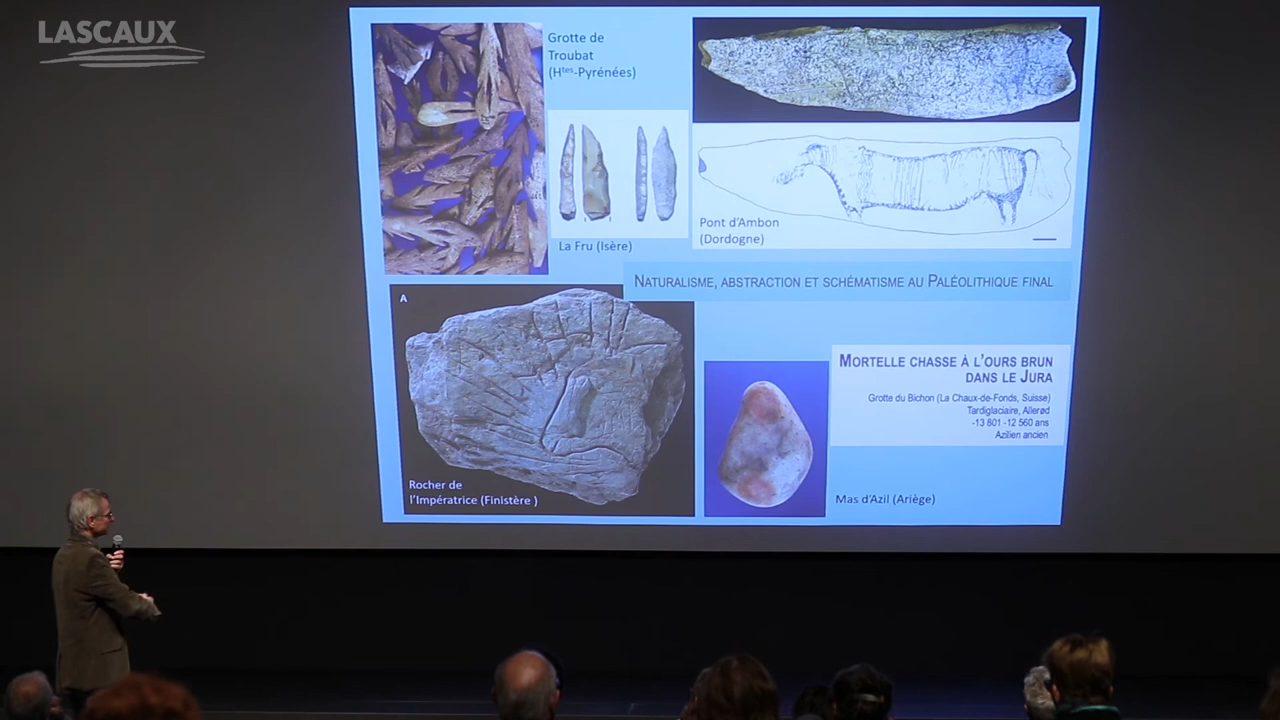 LASCAUX
Grotte de
Troubat
(Htes-Pyrénées)
La Fru (Isère)
Pont d'Ambon
(Dordogne)
NATURALISME, ABSTRACTION ET SCHÉMATISME AU PALÉOLITHIQUE FINAL
A
Rocher de
l'Impératrice (Finistère )
MORTELLE CHASSE À L'OURS BRUN
DANS LE JURA
Grotte du Bichon (La Chaux-de-Fonds, Suisse)
Tardiglaciaire, Allerød
-13 801 -12 560 ans
Azilien ancien
Mas d'Azil (Ariège)